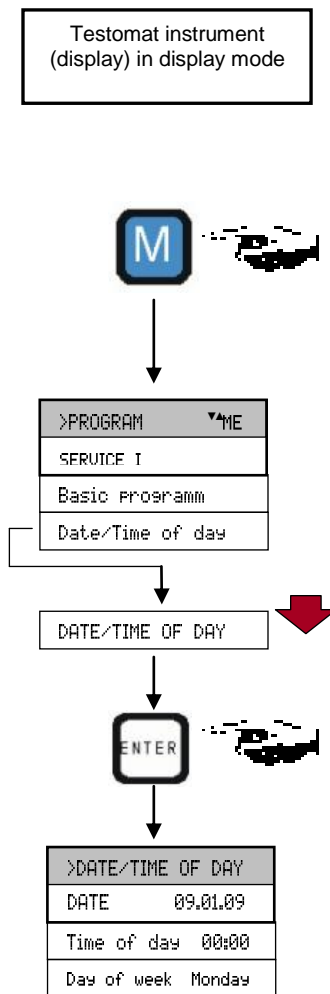 Testomat instrument
(display) in display mode
M
>PROGRAM ▼▲ME
SERVICE I
Basic programm
Date/Time of day
DATE/TIME OF DAY
ENTER
>DATE/TIME OF DAY
DATE 09.01.09
Time of day 00:00
Day of week Monday